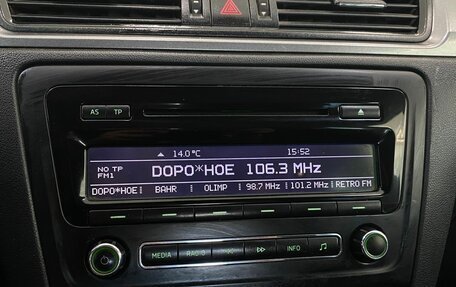 AS TP
14.0°C 15:52
NO TP
FM1
DOPO*HOE 106.3 MHz
DOPO*HOE BAHR OLIMP 98.7 MHz 101.2 MHz RETRO FM
MEDIA RADIO INFO